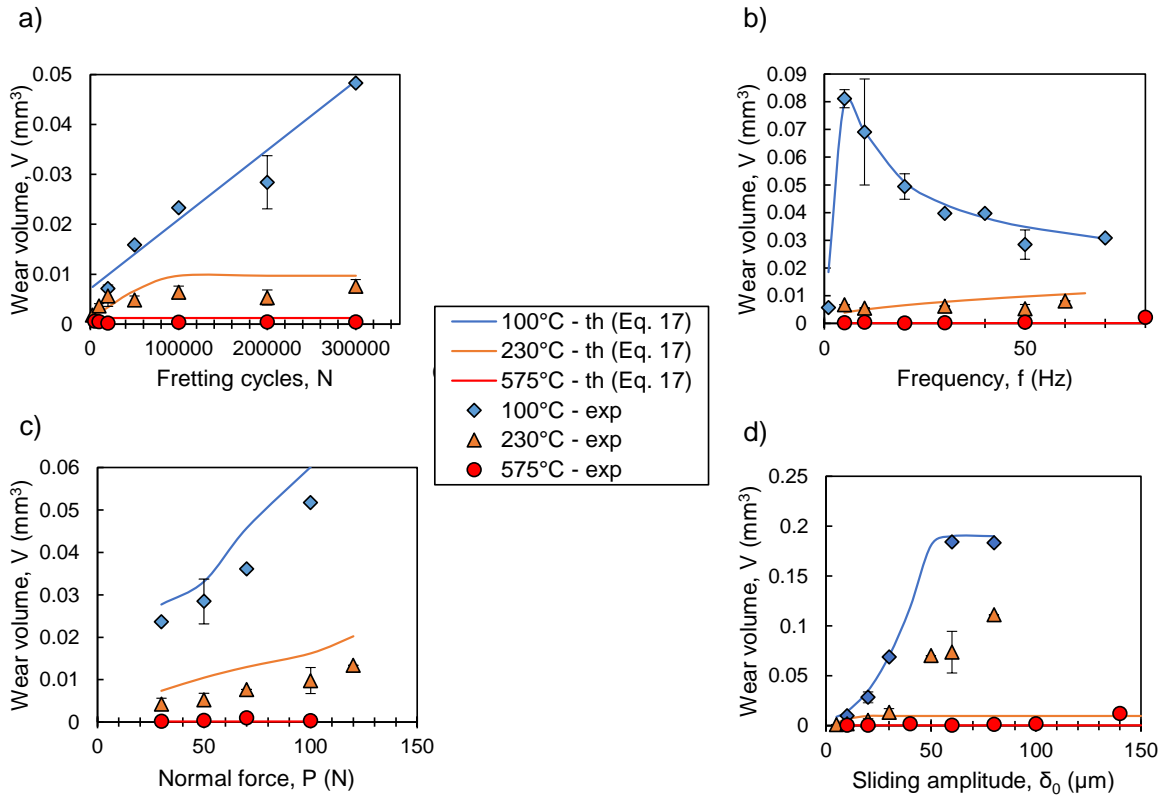 a)
Wear volume, V (mm³)
0.05
0.04
0.03
0.02
0.01
0
0 100000 200000 300000
Fretting cycles, N
b)
Wear volume, V (mm³)
0.09
0.08
0.07
0.06
0.05
0.04
0.03
0.02
0.01
0
0 50
Frequency, f (Hz)
100°C - th (Eq. 17)
230°C - th (Eq. 17)
575°C - th (Eq. 17)
100°C - exp
230°C - exp
575°C - exp
c)
Wear volume, V (mm³)
0.06
0.05
0.04
0.03
0.02
0.01
0
0 50 100 150
Normal force, P (N)
d)
Wear volume, V (mm³)
0.25
0.2
0.15
0.1
0.05
0
0 50 100 150
Sliding amplitude, δ₀ (µm)